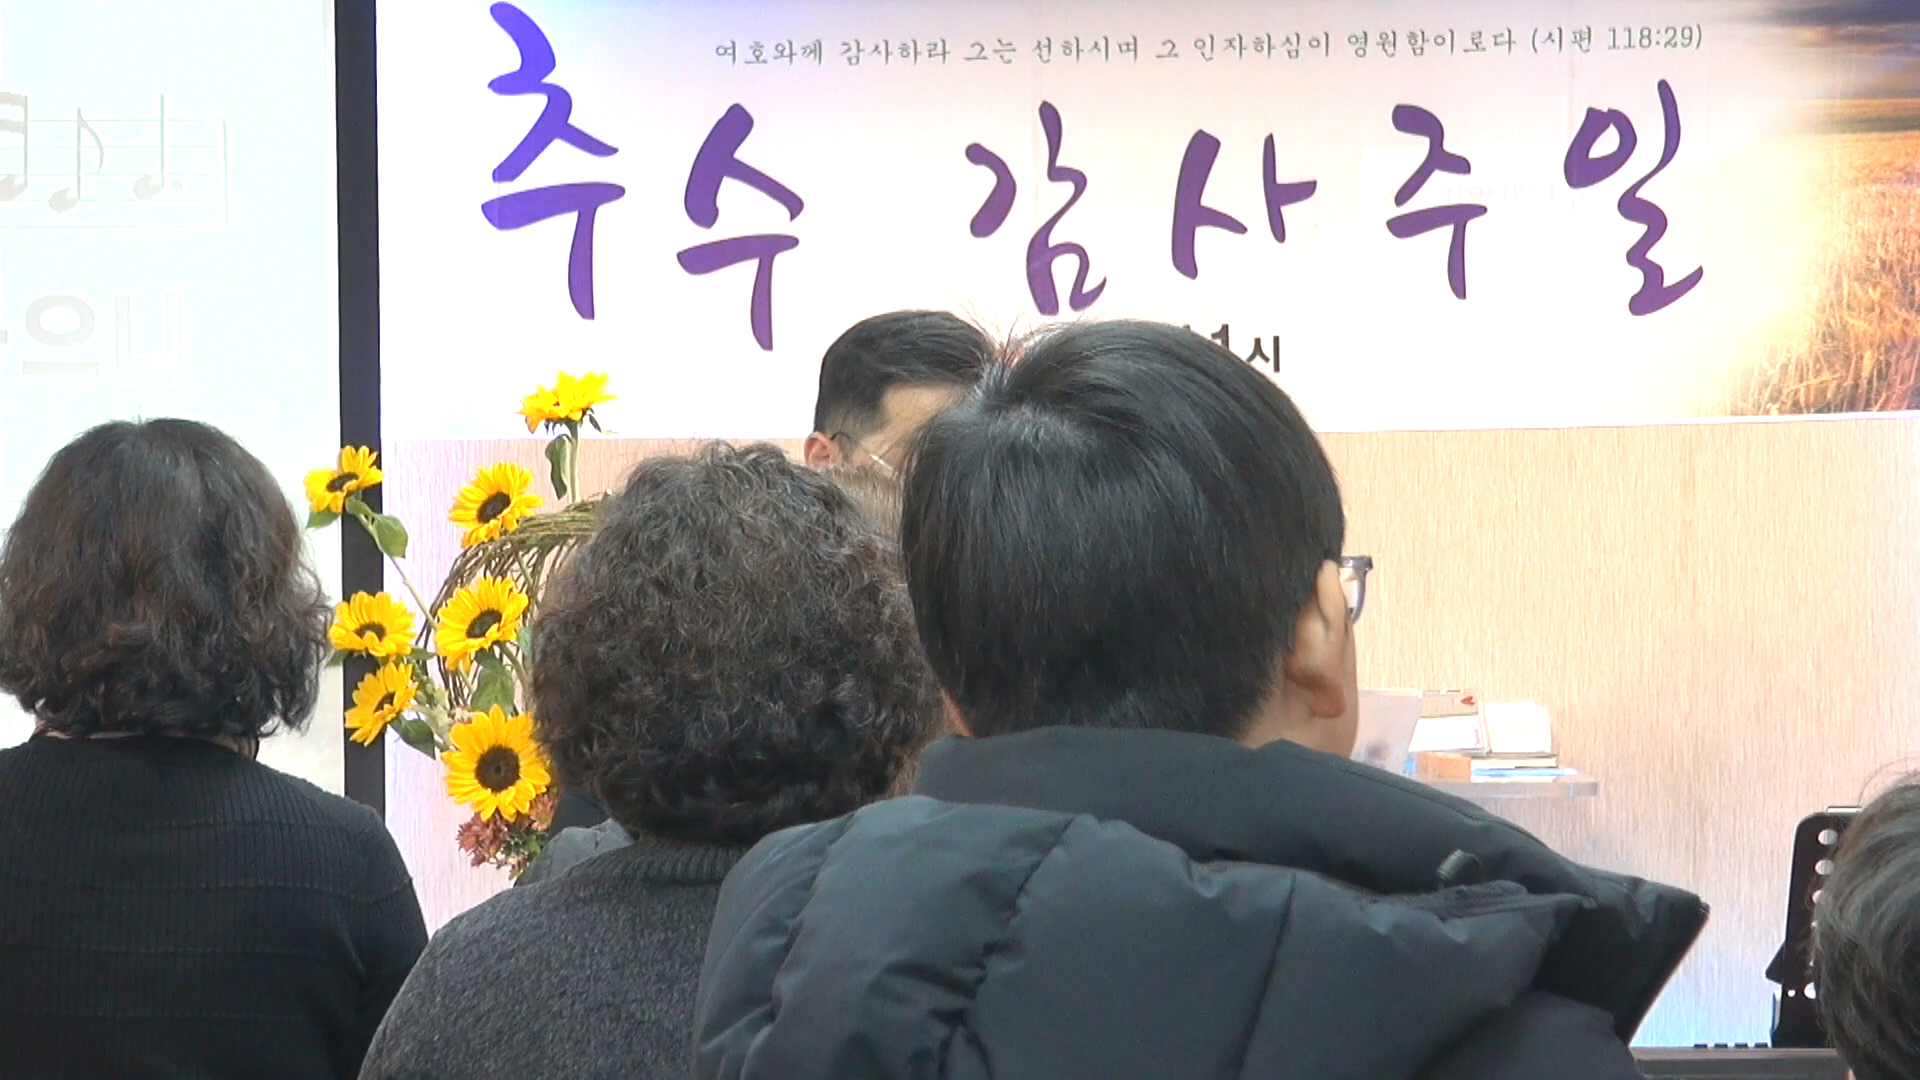 여호와께 감사하라 그는 선하시며 그 인자하심이 영원함이로다 (시편 118:29)
추수 감사주일
시